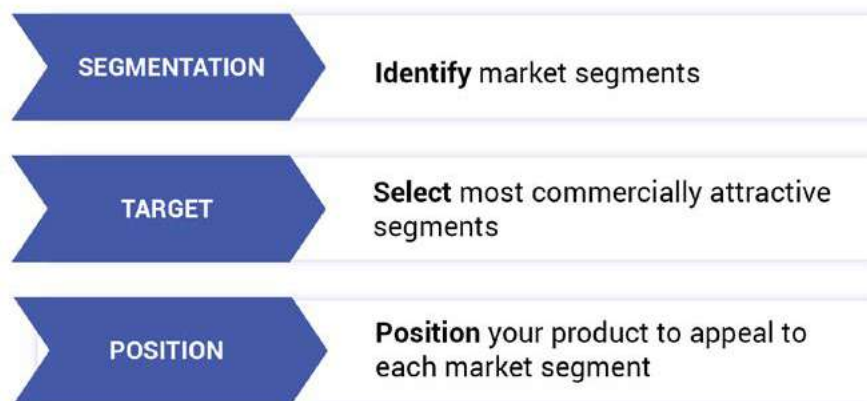 SEGMENTATION
Identify market segments
TARGET
Select most commercially attractive
segments
POSITION
Position your product to appeal to
each market segment